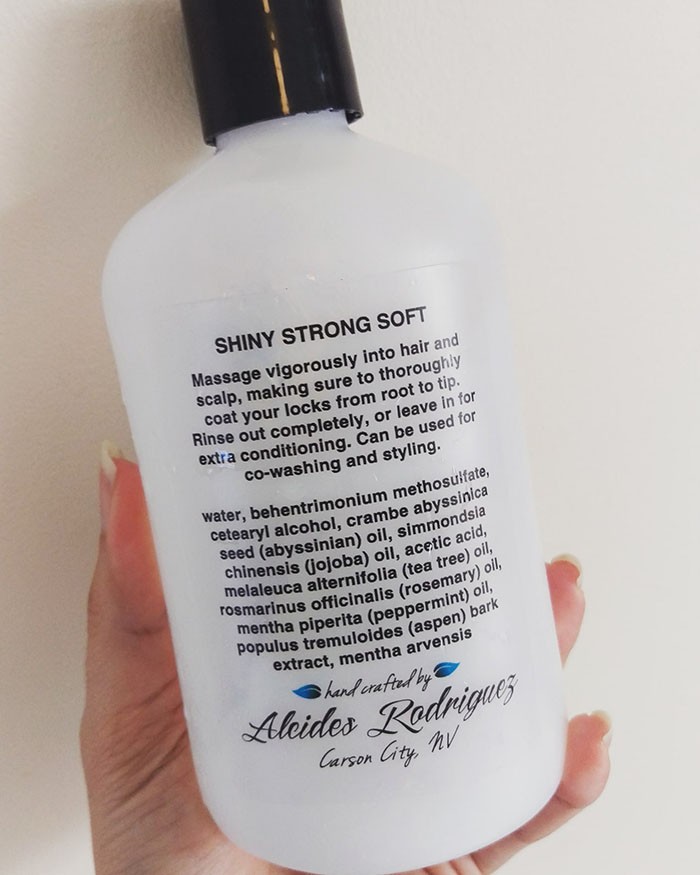 SHINY STRONG SOFT
Massage vigorously into hair and
scalp, making sure to thoroughly
coat your locks from root to tip.
Rinse out completely, or leave in for
extra conditioning. Can be used for
co-washing and styling.
water, behentrimonium methosulfate,
cetearyl alcohol, crambe abyssinica
seed (abyssinian) oil, simmondsia
chinensis (jojoba) oil, acetic acid,
melaleuca alternifolia (tea tree) oil,
rosmarinus officinalis (rosemary) oil,
mentha piperita (peppermint) oil,
populus tremuloides (aspen) bark
extract, mentha arvensis
hand crafted by
Alcides Rodriguez
Carson City, NV